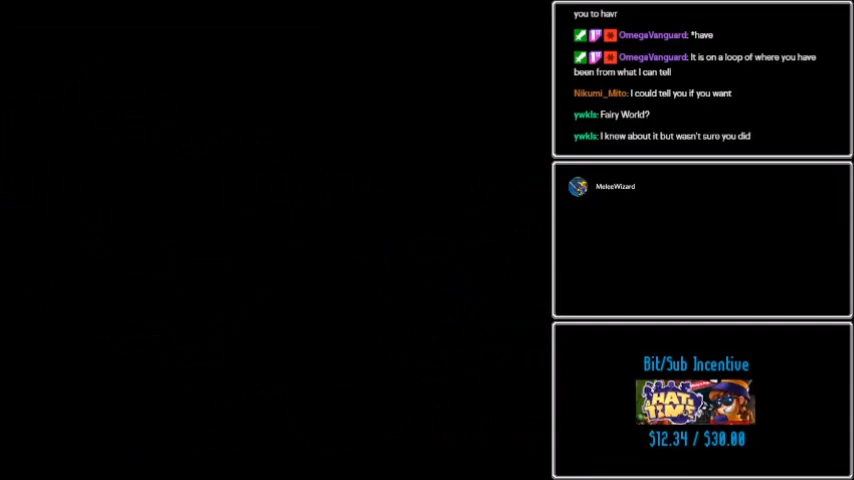 you to havr
OmegaVanguard: *have
OmegaVanguard: It is on a loop of where you have
been from what I can tell
Nikumi_Mito: I could tell you if you want
ywkls: Fairy World?
ywkls: I knew about it but wasn't sure you did
MeleeWizard
Bit/Sub Incentive
HAT
TIME
$12.34 / $30.00